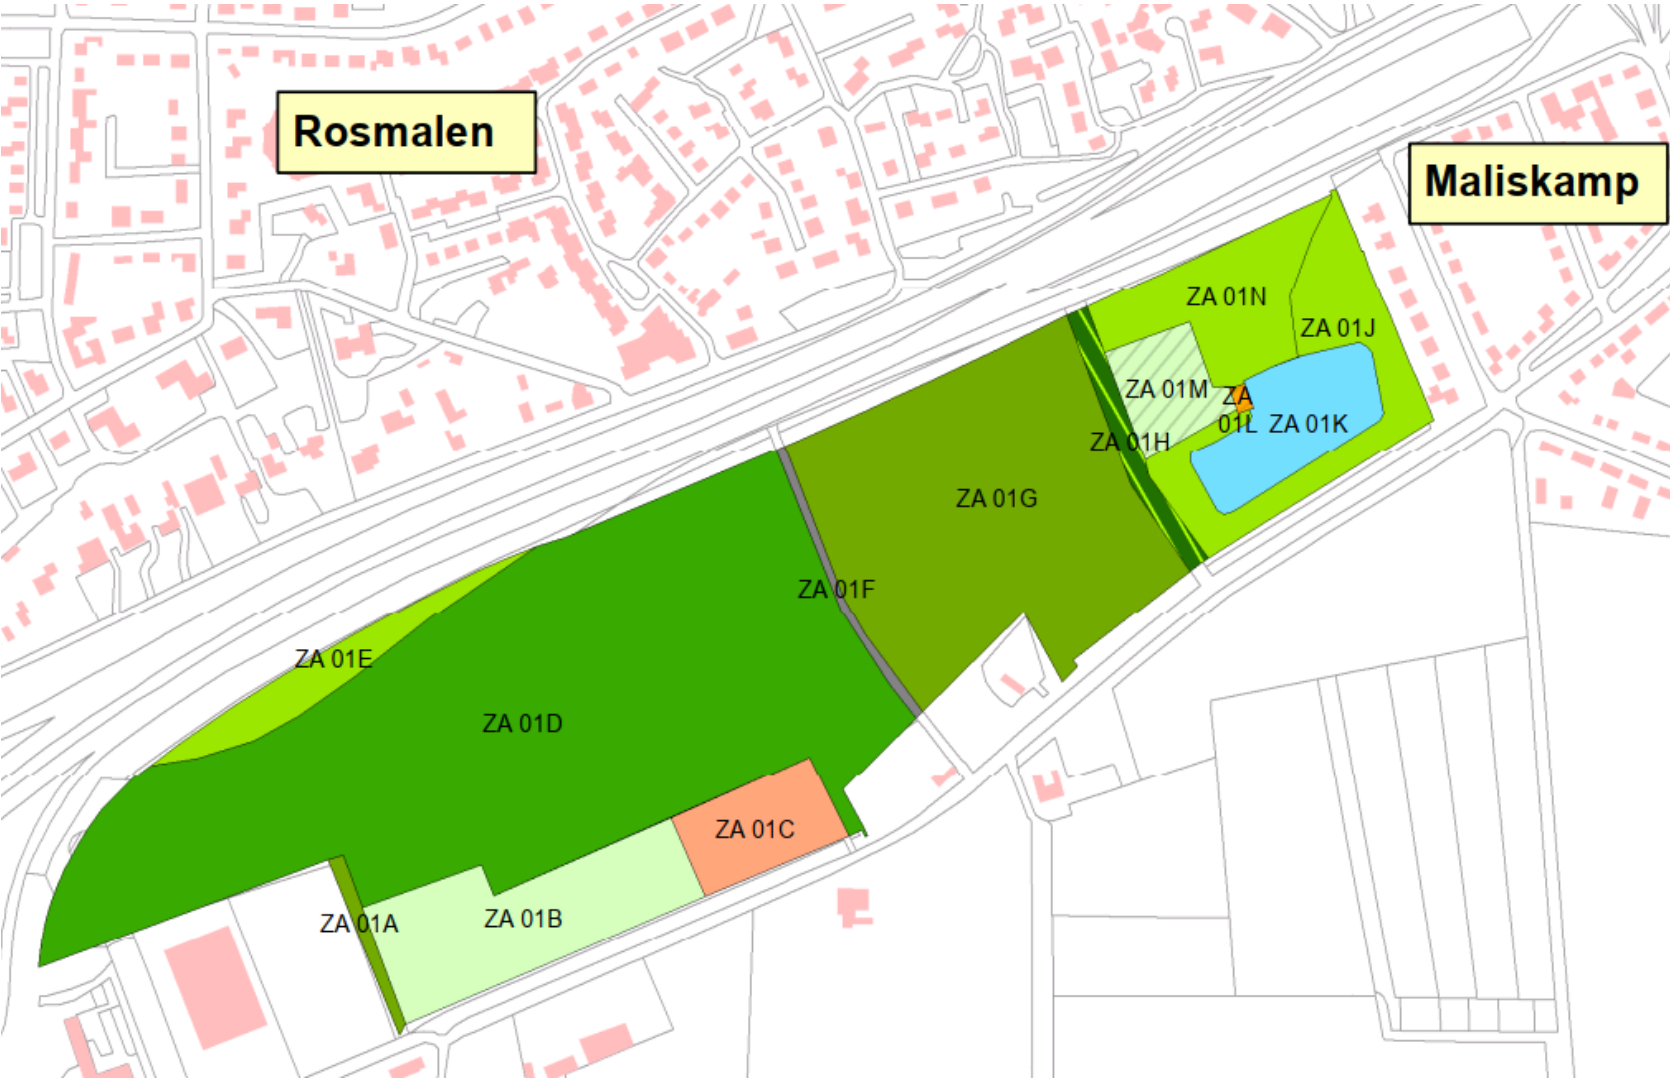 Rosmalen
Maliskamp
ZA 01N
ZA 01J
ZA 01M
ZA
01L
ZA 01K
ZA 01H
ZA 01G
ZA 01F
ZA 01E
ZA 01D
ZA 01C
ZA 01A
ZA 01B